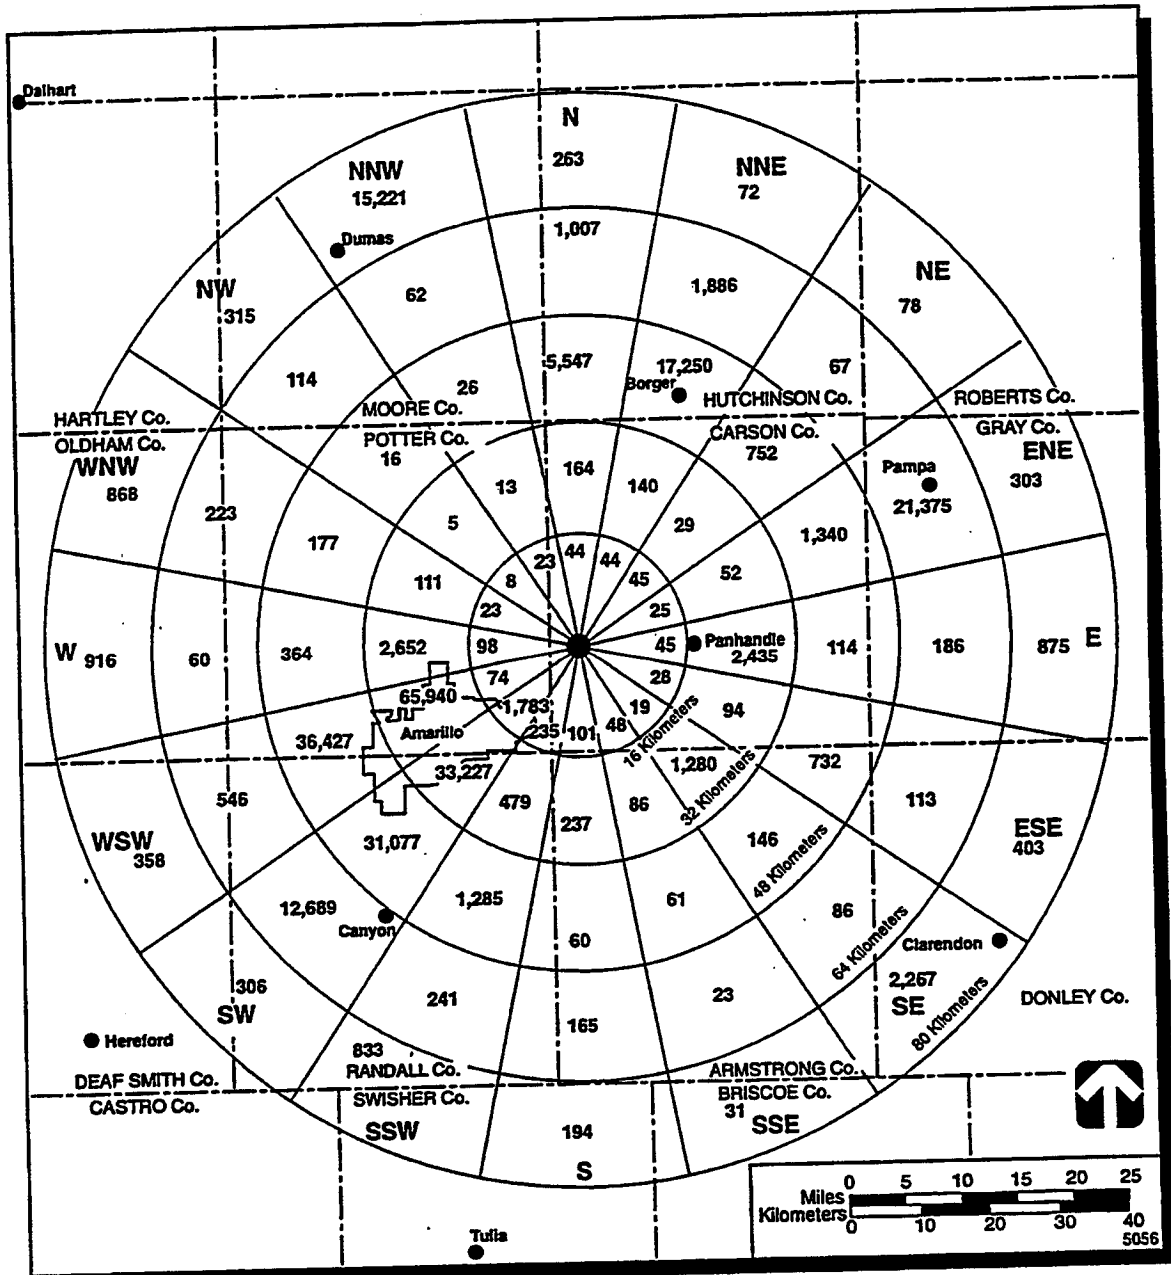 Dalhart
N
263
NNW
15,221
NNE
72
1,007
Dumas
NE
78
NW
315
62
1,886
5,547
17,250
Borger
67
114
26
HARTLEY Co.
MOORE Co.
HUTCHINSON Co.
ROBERTS Co.
OLDHAM Co.
POTTER Co.
CARSON Co.
GRAY Co.
WNW
868
16
752
ENE
303
164
Pampa
21,375
13
140
223
5
29
1,340
177
23
44
44
111
8
45
52
23
25
W
916
60
364
2,652
98
45
Panhandle
2,435
114
186
875
E
74
28
65,940
1,783
19
94
Amarillo
235
101
48
16 Kilometers
36,427
33,227
1,280
732
546
479
237
86
32 Kilometers
113
WSW
358
31,077
146
48 Kilometers
ESE
403
12,689
1,285
61
86
Canyon
60
64 Kilometers
Clarendon
306
SW
241
165
23
2,267
SE
80 Kilometers
DONLEY Co.
Hereford
833
RANDALL Co.
ARMSTRONG Co.
DEAF SMITH Co.
CASTRO Co.
SWISHER Co.
BRISCOE Co.
31
SSW
194
SSE
S
Tulia
0 5 10 15 20 25
Miles
Kilometers
0 10 20 30 40
5056